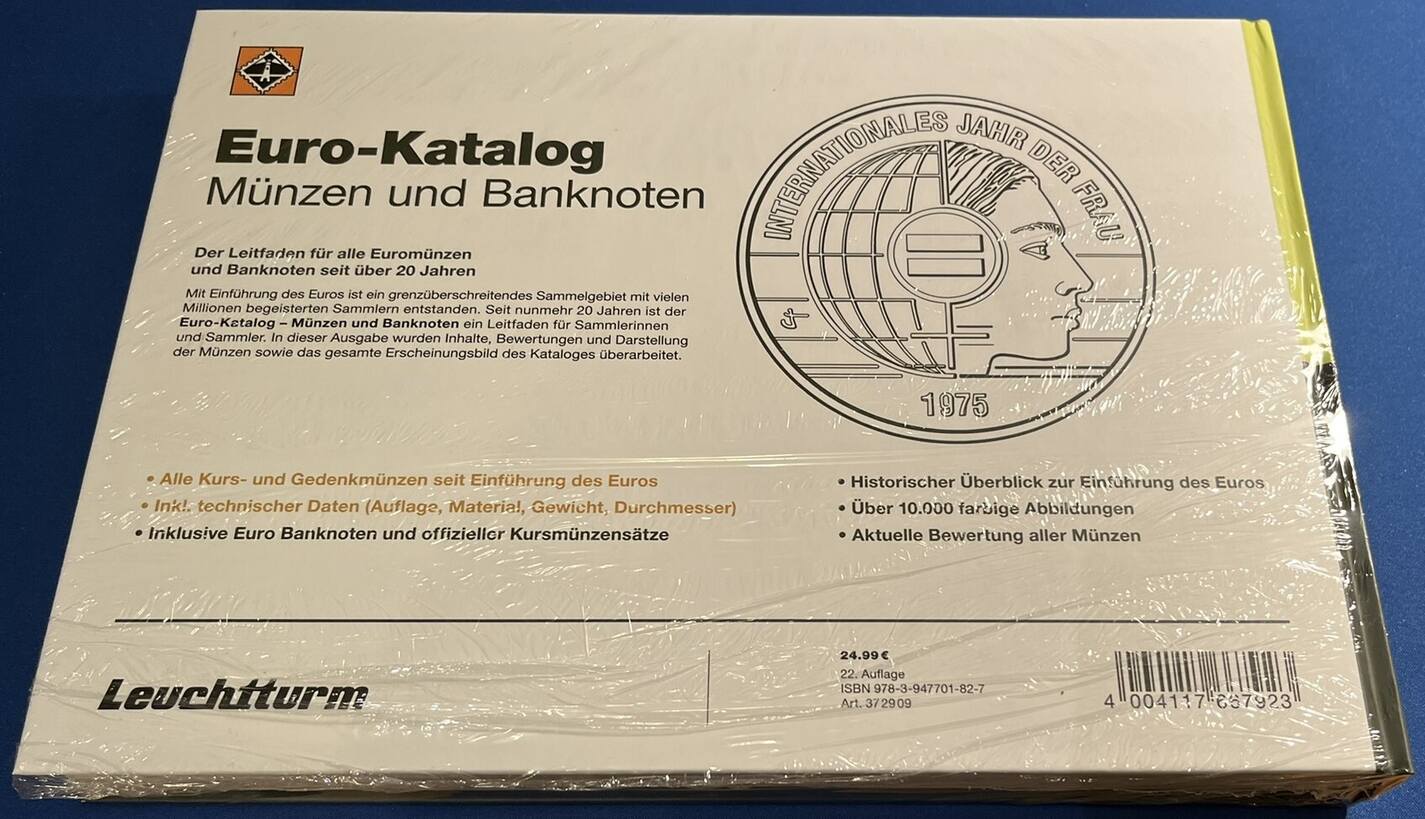 Euro-Katalog
Münzen und Banknoten
Der Leitfaden für alle Euromünzen
und Banknoten seit über 20 Jahren
Mit Einführung des Euros ist ein grenzüberschreitendes Sammelgebiet mit vielen
Millionen begeisterten Sammlern entstanden. Seit nunmehr 20 Jahren ist der
Euro-Katalog – Münzen und Banknoten ein Leitfaden für Sammlerinnen
und Sammler. In dieser Ausgabe wurden Inhalte, Bewertungen und Darstellung
der Münzen sowie das gesamte Erscheinungsbild des Kataloges überarbeitet.
INTERNATIONALES JAHR DER FRAU
1975
• Alle Kurs- und Gedenkmünzen seit Einführung des Euros
• Inkl. technischer Daten (Auflage, Material, Gewicht, Durchmesser)
• Inklusive Euro Banknoten und offizieller Kursmünzensätze
• Historischer Überblick zur Einführung des Euros
• Über 10.000 farbige Abbildungen
• Aktuelle Bewertung aller Münzen
Leuchtturm
24.99 €
22. Auflage
ISBN 978-3-947701-82-7
Art. 372909
4 004117 667923